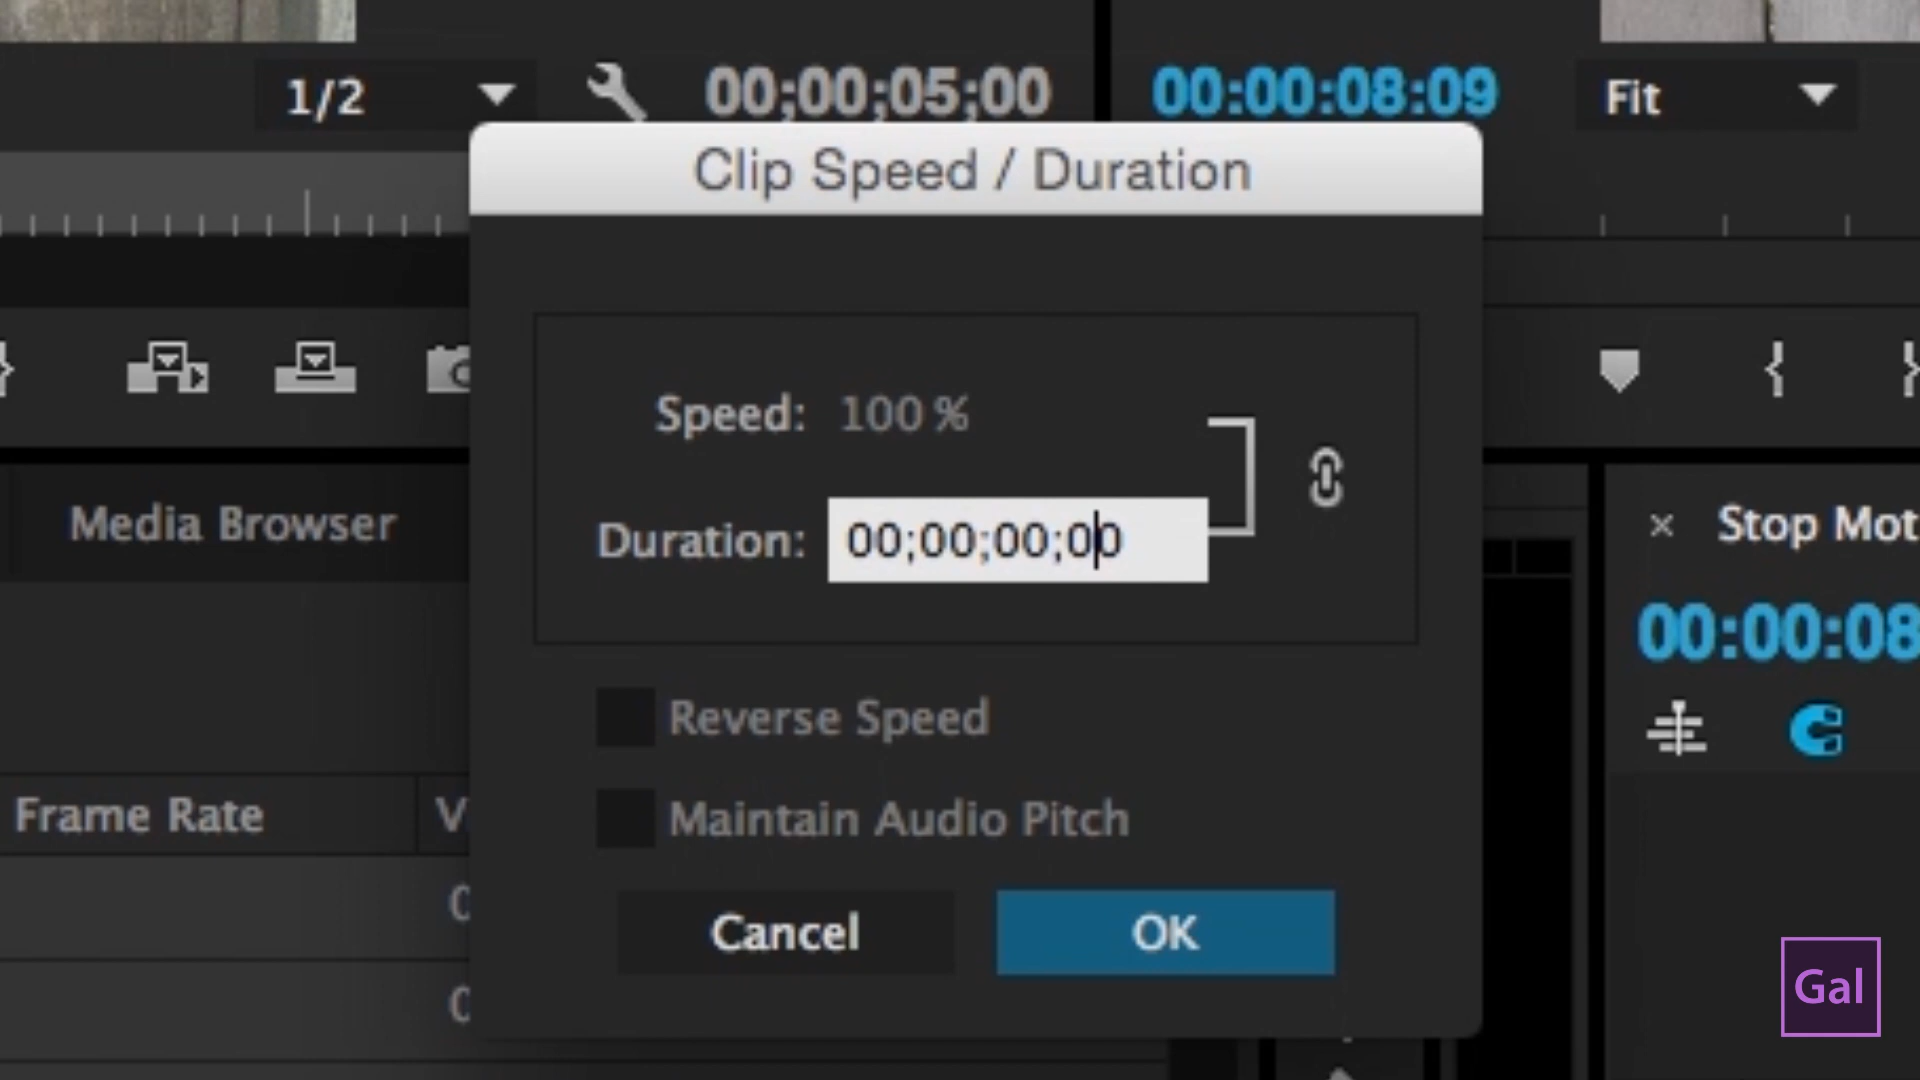 1/2
00;00;05;00
00:00:08:09
Fit
Clip Speed / Duration
Speed: 100 %
Duration: 00;00;00;00
Media Browser
Stop Mot
00:00:08
Reverse Speed
Maintain Audio Pitch
Frame Rate
V
Cancel
OK
Gal